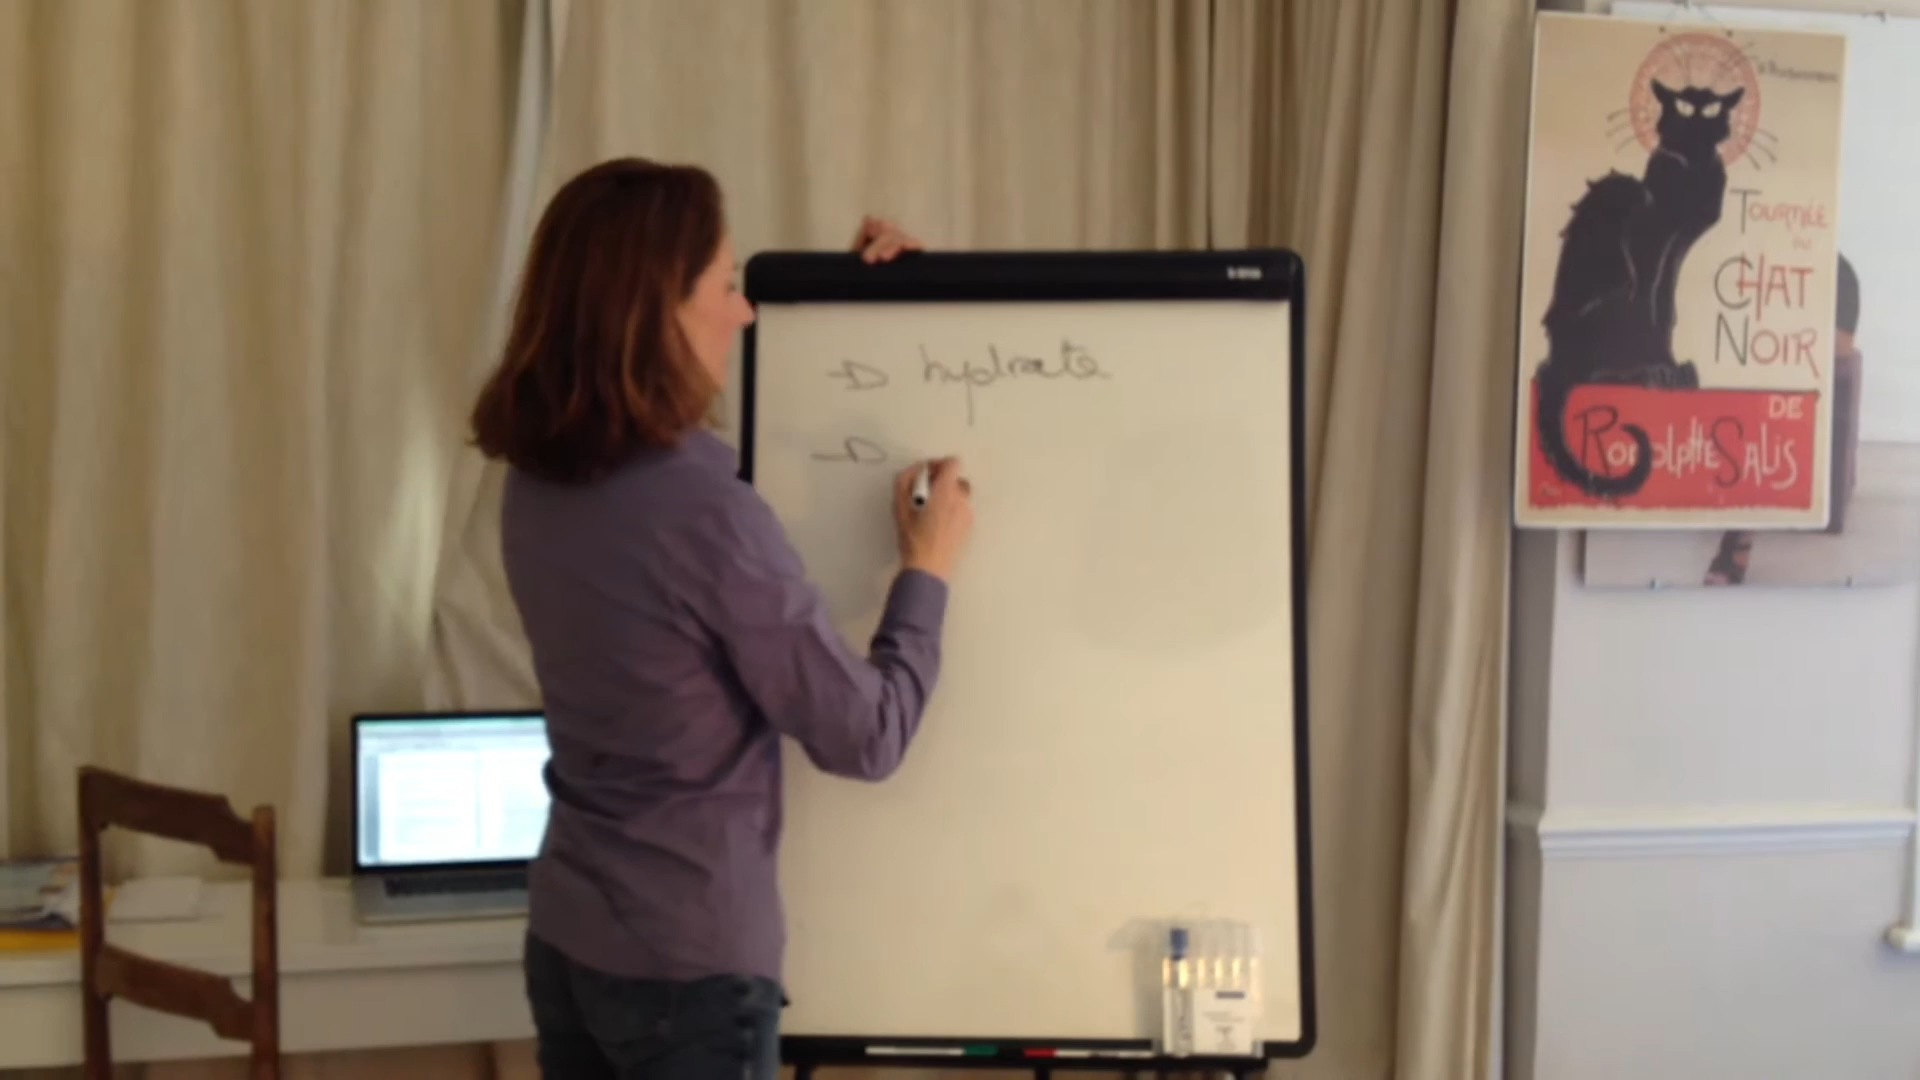 hydrate
TOURNÉE
DU
CHAT
NOIR
DE
RODOLPHE SALIS